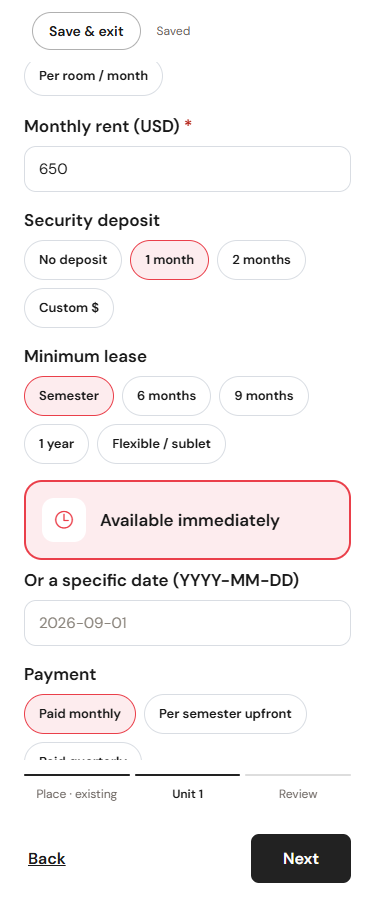 Save & exit Saved
Per room / month
Monthly rent (USD) *
650
Security deposit
No deposit 1 month 2 months
Custom $
Minimum lease
Semester 6 months 9 months
1 year Flexible / sublet
Available immediately
Or a specific date (YYYY-MM-DD)
2026-09-01
Payment
Paid monthly Per semester upfront
Paid quarterly
Place · existing Unit 1 Review
Back Next